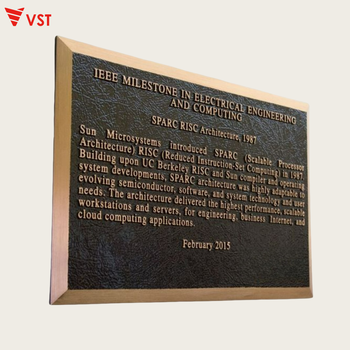 VST
IEEE MILESTONE IN ELECTRICAL ENGINEERING
AND COMPUTING
SPARC RISC Architecture, 1987
Sun Microsystems introduced SPARC (Scalable Processor
Architecture) RISC (Reduced Instruction-Set Computing) in 1987.
Building upon UC Berkeley RISC and Sun compiler and operating
system developments, SPARC architecture was highly adaptable to
evolving semiconductor, software, and system technology and user
needs. The architecture delivered the highest performance, scalable
workstations and servers, for engineering, business, Internet, and
cloud computing applications.
February 2015